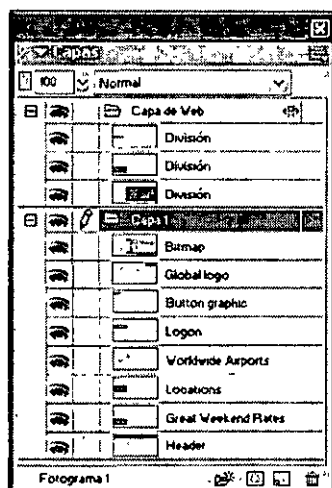 Capas
100 Normal
Capa de Web
División
División
División
Capa 1
Bitmap
Global logo
Button graphic
Logon
Worldwide Airports
Locations
Great Weekend Rates
Header
Fotograma 1